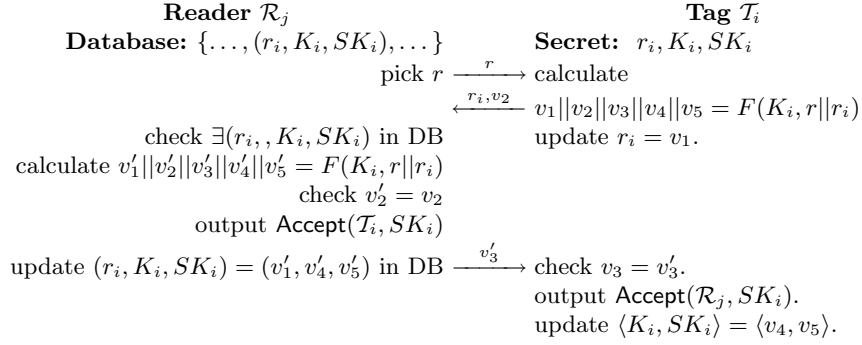 Reader R_j Tag T_i
Database: {…, (r_i, K_i, SK_i), …} Secret: r_i, K_i, SK_i
pick r —r→ calculate
←r_i, v_2— v_1||v_2||v_3||v_4||v_5 = F(K_i, r||r_i)
check ∃(r_i, , K_i, SK_i) in DB update r_i = v_1.
calculate v′_1||v′_2||v′_3||v′_4||v′_5 = F(K_i, r||r_i)
check v′_2 = v_2
output Accept(T_i, SK_i)
update (r_i, K_i, SK_i) = (v′_1, v′_4, v′_5) in DB —v′_3→ check v_3 = v′_3.
output Accept(R_j, SK_i).
update ⟨K_i, SK_i⟩ = ⟨v_4, v_5⟩.